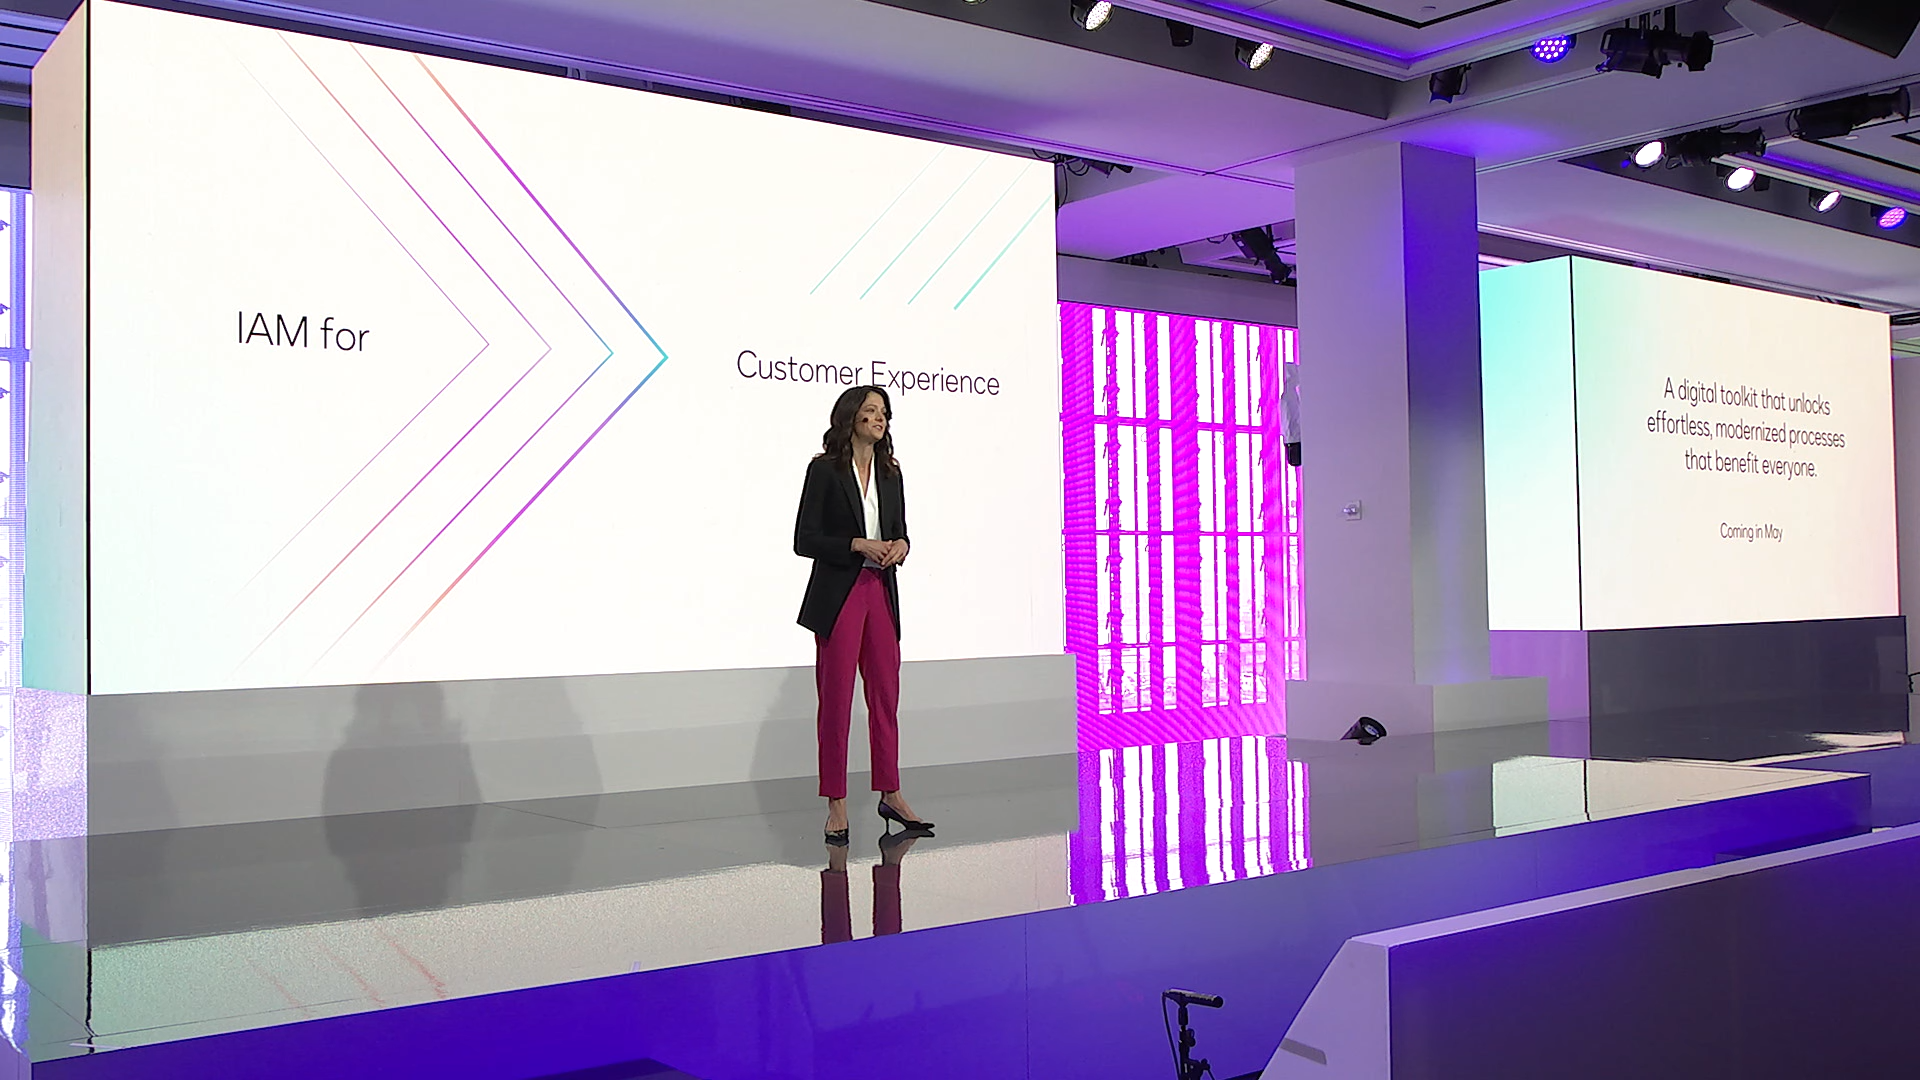 IAM for
Customer Experience
A digital toolkit that unlocks
effortless, modernized processes
that benefit everyone.
Coming in May